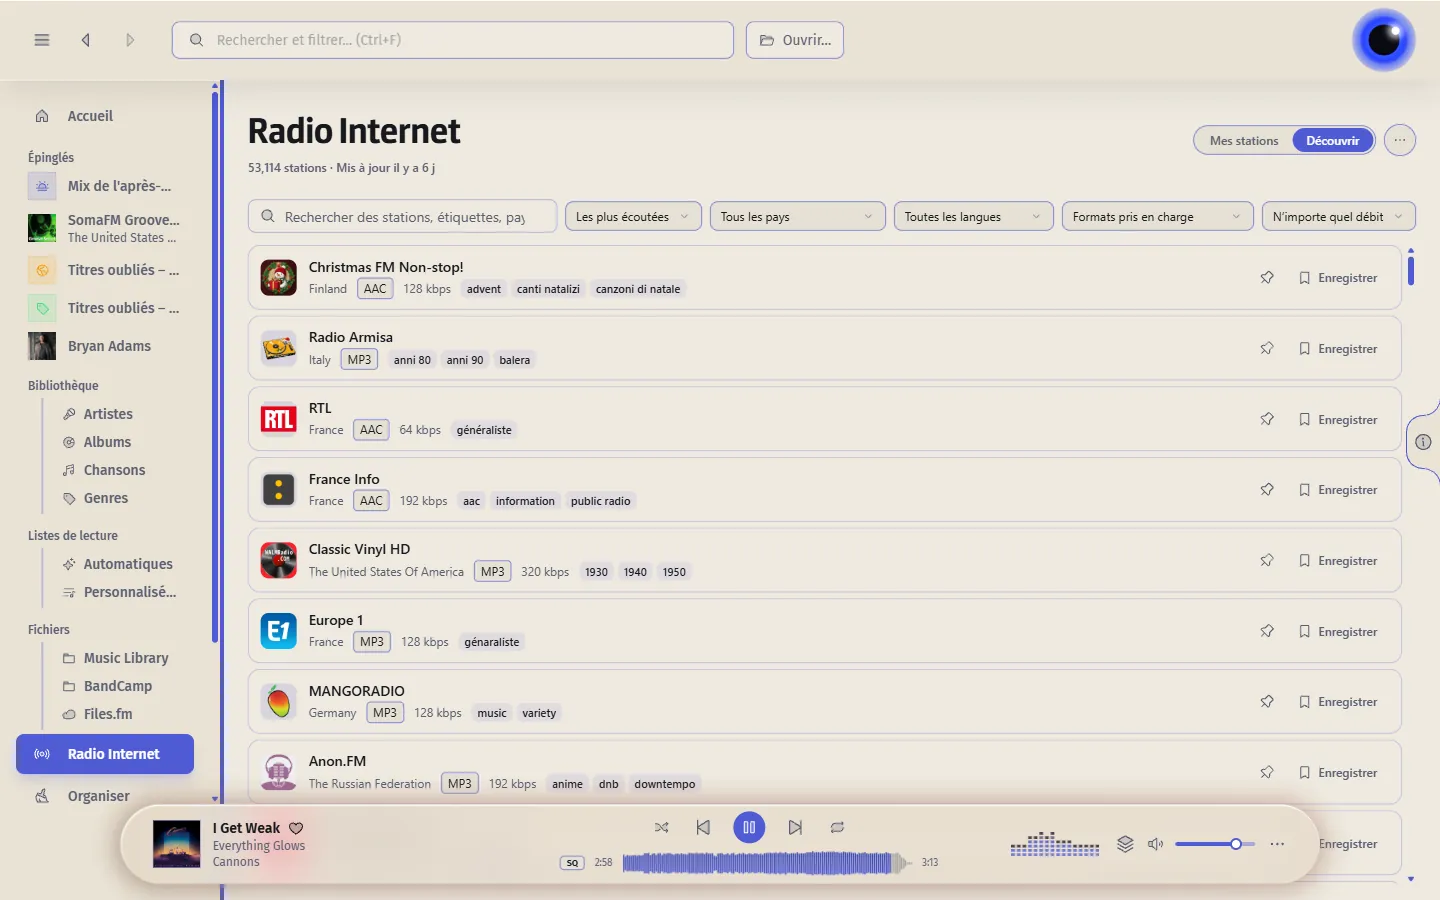 Rechercher et filtrer... (Ctrl+F)
Ouvrir...
Accueil
Épinglés
Mix de l'après-...
SomaFM Groove...
The United States ...
Titres oubliés – ...
Titres oubliés – ...
Bryan Adams
Bibliothèque
Artistes
Albums
Chansons
Genres
Listes de lecture
Automatiques
Personnalisé...
Fichiers
Music Library
BandCamp
Files.fm
Radio Internet
Organiser
Radio Internet
53,114 stations · Mis à jour il y a 6 j
Mes stations
Découvrir
Rechercher des stations, étiquettes, pay
Les plus écoutées
Tous les pays
Toutes les langues
Formats pris en charge
N'importe quel débit
Christmas FM Non-stop!
Finland AAC 128 kbps advent canti natalizi canzoni di natale
Enregistrer
Radio Armisa
Italy MP3 anni 80 anni 90 balera
Enregistrer
RTL
RTL
France AAC 64 kbps généraliste
Enregistrer
France Info
France AAC 192 kbps aac information public radio
Enregistrer
Classic Vinyl HD
The United States Of America MP3 320 kbps 1930 1940 1950
Enregistrer
E1
Europe 1
France MP3 128 kbps génaraliste
Enregistrer
MANGORADIO
Germany MP3 128 kbps music variety
Enregistrer
Anon.FM
The Russian Federation MP3 192 kbps anime dnb downtempo
Enregistrer
Enregistrer
I Get Weak
Everything Glows
Cannons
SQ 2:58
3:13